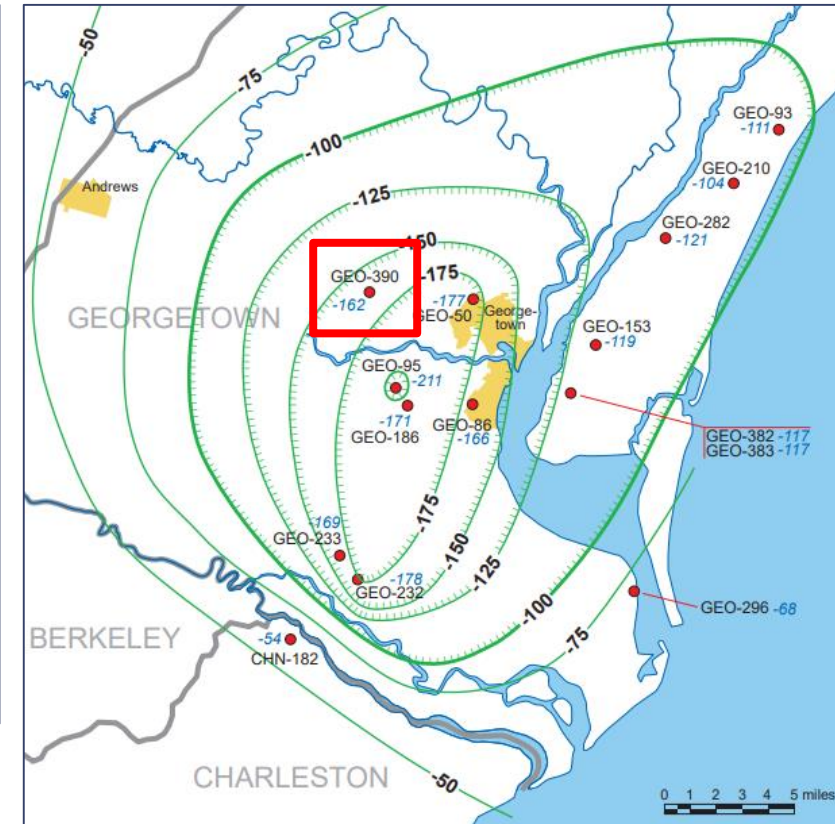 -50
-75
GEO-93
-111
-100
GEO-210
-104
Andrews
-125
GEO-282
-121
-150
-175
GEO-390
-162
-177
George-
town
GEO-50
GEORGETOWN
GEO-153
-119
GEO-95
-211
-171
GEO-186
GEO-86
-166
GEO-382 -117
GEO-383 -117
-175
-169
GEO-233
-150
-178
GEO-232
-125
-100
GEO-296 -68
BERKELEY
-54
CHN-182
-75
CHARLESTON
-50
0 1 2 3 4 5 miles